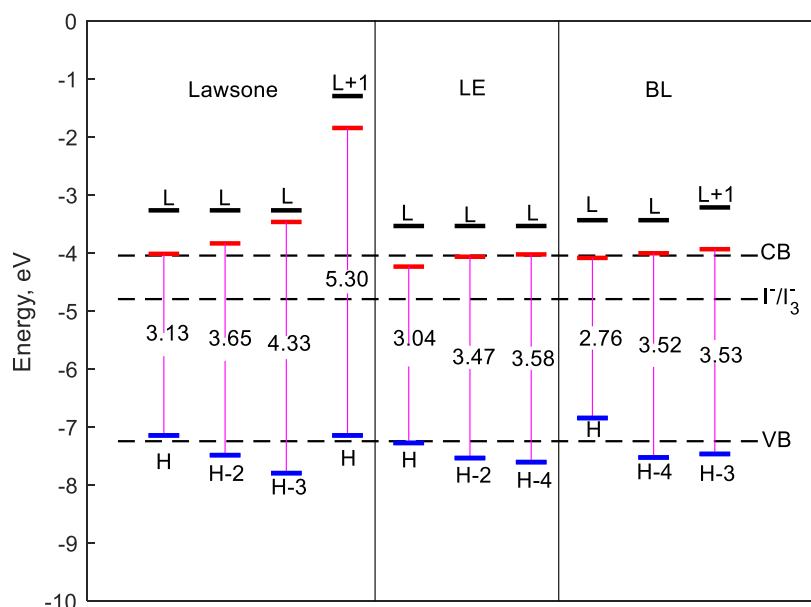 0
-1
-2
-3
-4
-5
-6
-7
-8
-9
-10
Energy, eV
Lawsone
LE
BL
L+1
L L L
L L L
L L L+1
CB
I⁻/I₃⁻
VB
3.13 3.65 4.33 5.30
3.04 3.47 3.58
2.76 3.52 3.53
H H-2 H-3 H
H H-2 H-4
H H-4 H-3